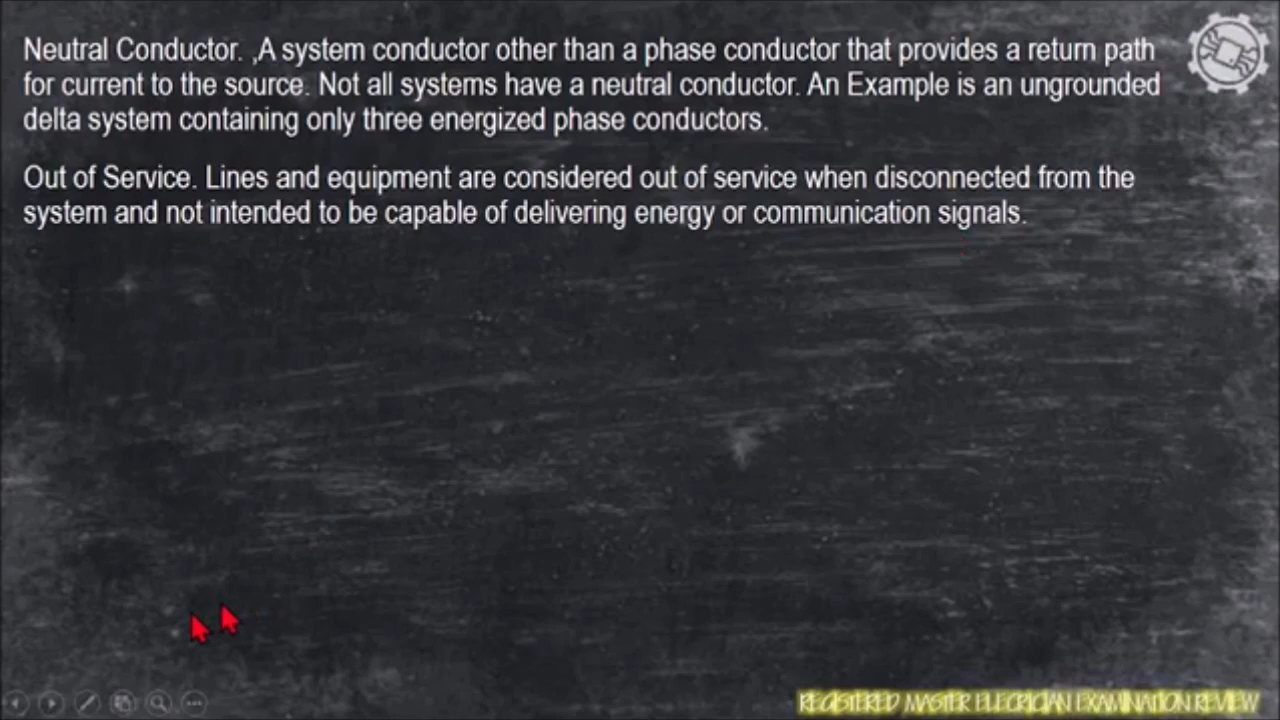 Neutral Conductor. ,A system conductor other than a phase conductor that provides a return path
for current to the source. Not all systems have a neutral conductor. An Example is an ungrounded
delta system containing only three energized phase conductors.
Out of Service. Lines and equipment are considered out of service when disconnected from the
system and not intended to be capable of delivering energy or communication signals.
REGISTERED MASTER ELECRICIAN EXAMINATION REVIEW